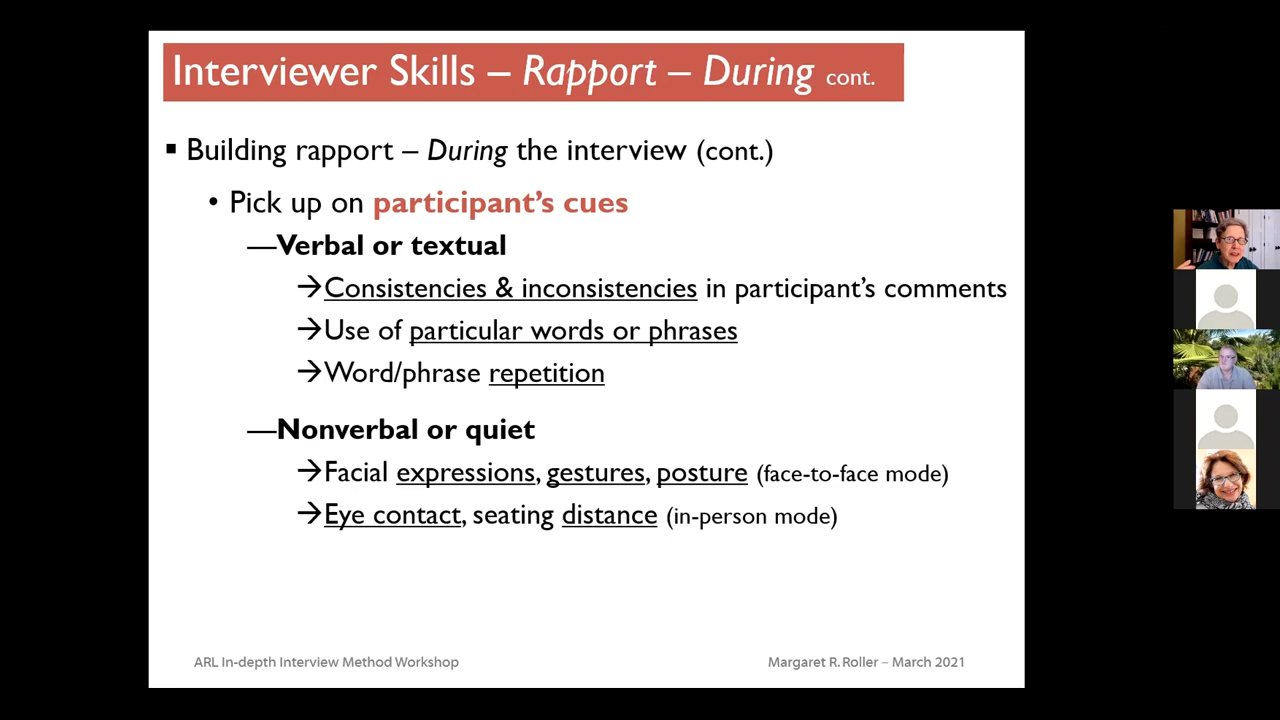 Interviewer Skills – Rapport – During cont.
▪ Building rapport – During the interview (cont.)
• Pick up on participant’s cues
—Verbal or textual
→Consistencies & inconsistencies in participant’s comments
→Use of particular words or phrases
→Word/phrase repetition
—Nonverbal or quiet
→Facial expressions, gestures, posture (face-to-face mode)
→Eye contact, seating distance (in-person mode)
ARL In-depth Interview Method Workshop
Margaret R. Roller – March 2021